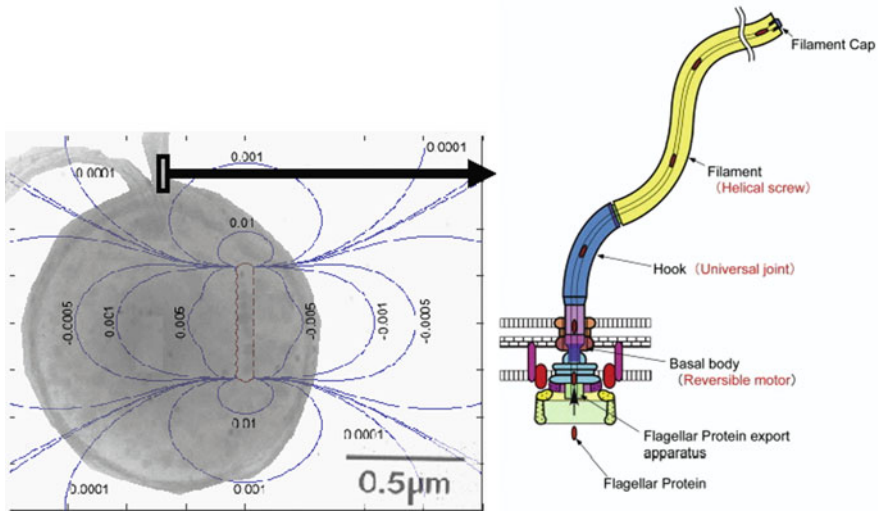 0.0001
0.001
0.0001
0.01
-0.0005
-0.001
0.005
0.005
-0.001
-0.0005
0.01
0.0001
0.5μm
0.0001
0.001
0.0001
Filament Cap
Filament
(Helical screw)
Hook (Universal joint)
Basal body
(Reversible motor)
Flagellar Protein export
apparatus
Flagellar Protein